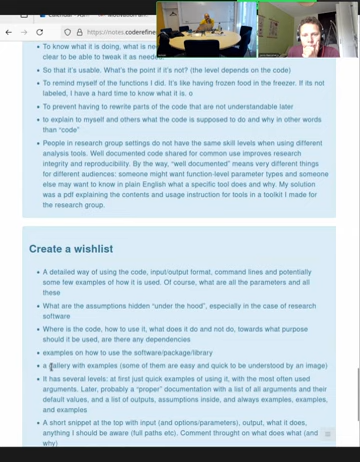 https://notes.coderefine
To know what it is doing, what is ne
clear to be able to tweak it as neede
So that it's usable. What's the point if it's not? (the level depends on the code)
To remind myself of the functions I did. It's like having frozen food in the freezer. If its not
labeled, I have a hard time to know what it is. o
To prevent having to rewrite parts of the code that are not understandable later
to explain to myself and others what the code is supposed to do and why in other words
than "code"
People in research group settings do not have the same skill levels when using different
analysis tools. Well documented code shared for common use improves research
integrity and reproducibility. By the way, "well documented" means very different things
for different audiences: someone might want function-level parameter types and someone
else may want to know in plain English what a specific tool does and why. My solution
was a pdf explaining the contents and usage instruction for tools in a toolkit I made for
the research group.
Create a wishlist
A detailed way of using the code, input/output format, command lines and potentially
some few examples of how it is used. Of course, what are all the parameters and all
these
What are the assumptions hidden "under the hood", especially in the case of research
software
Where is the code, how to use it, what does it do and not do, towards what purpose
should it be used, are there any dependencies
examples on how to use the software/package/library
a gallery with examples (some of them are easy and quick to be understood by an image)
It has several levels: at first just quick examples of using it, with the most often used
arguments. Later, probably a "proper" documentation with a list of all arguments and their
default values, and a list of outputs, assumptions inside, and always examples, examples,
and examples
A short snippet at the top with input (and options/parameters), output, what it does,
anything I should be aware (full paths etc). Comment throught on what does what (and
why)